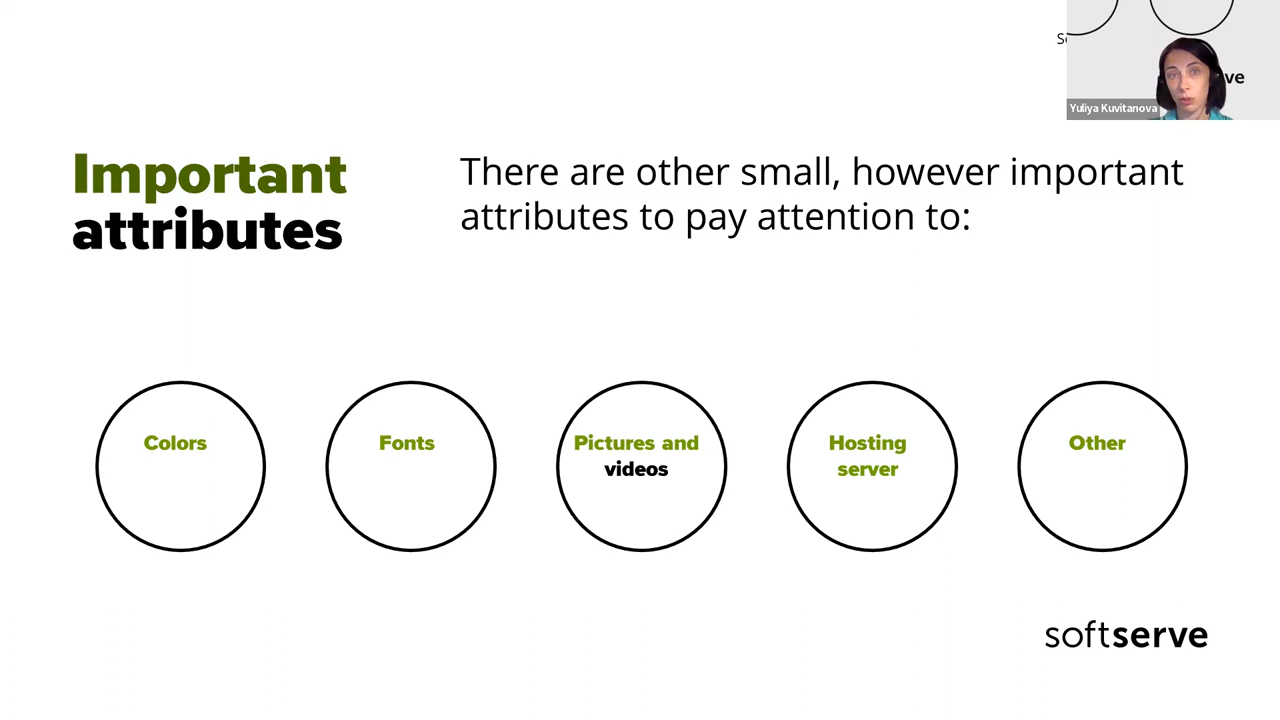 Yuliya Kuvitanova
Important
attributes
There are other small, however important
attributes to pay attention to:
Colors
Fonts
Pictures and
videos
Hosting
server
Other
softserve